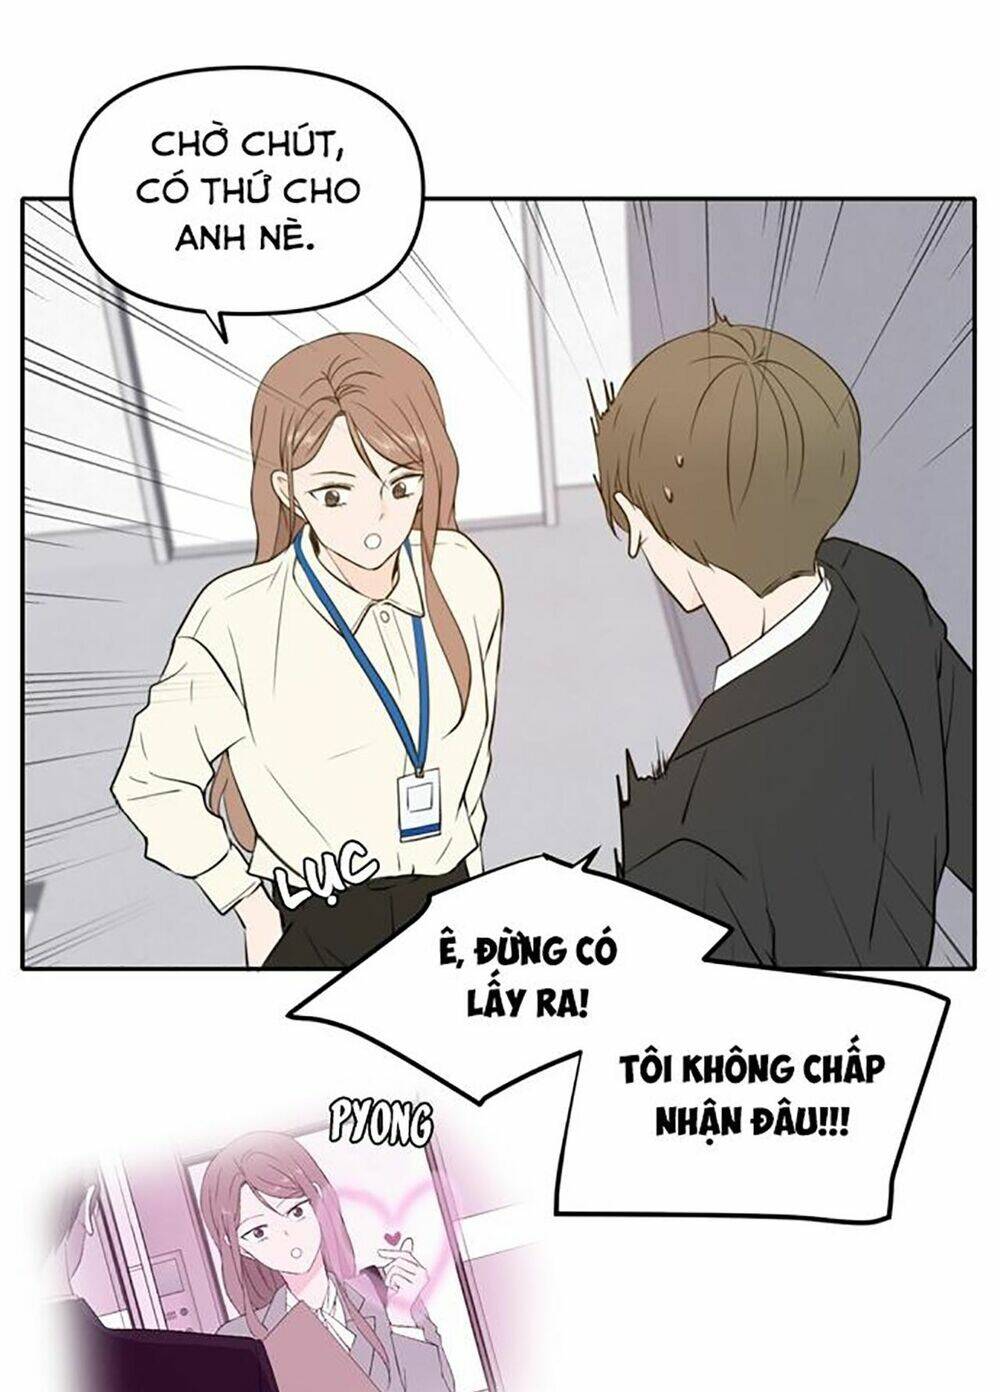 CHỜ CHÚT,
CÓ THỨ CHO
ANH NÈ.
LỤC
Ê, ĐỪNG CÓ
LẤY RA!
TÔI KHÔNG CHẤP
NHẬN ĐÂU!!!
PYONG